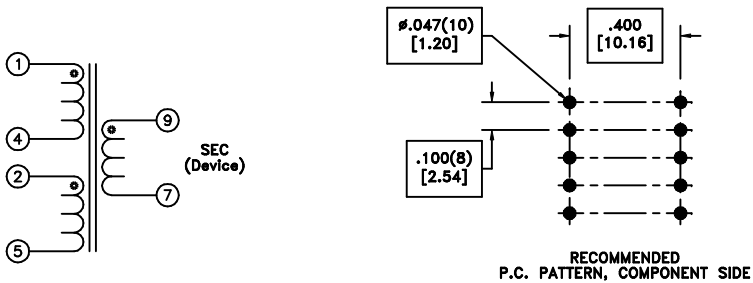 1
4
2
5
9
7
SEC
(Device)
ø.047(10)
[1.20]
.400
[10.16]
.100(8)
[2.54]
RECOMMENDED
P.C. PATTERN, COMPONENT SIDE